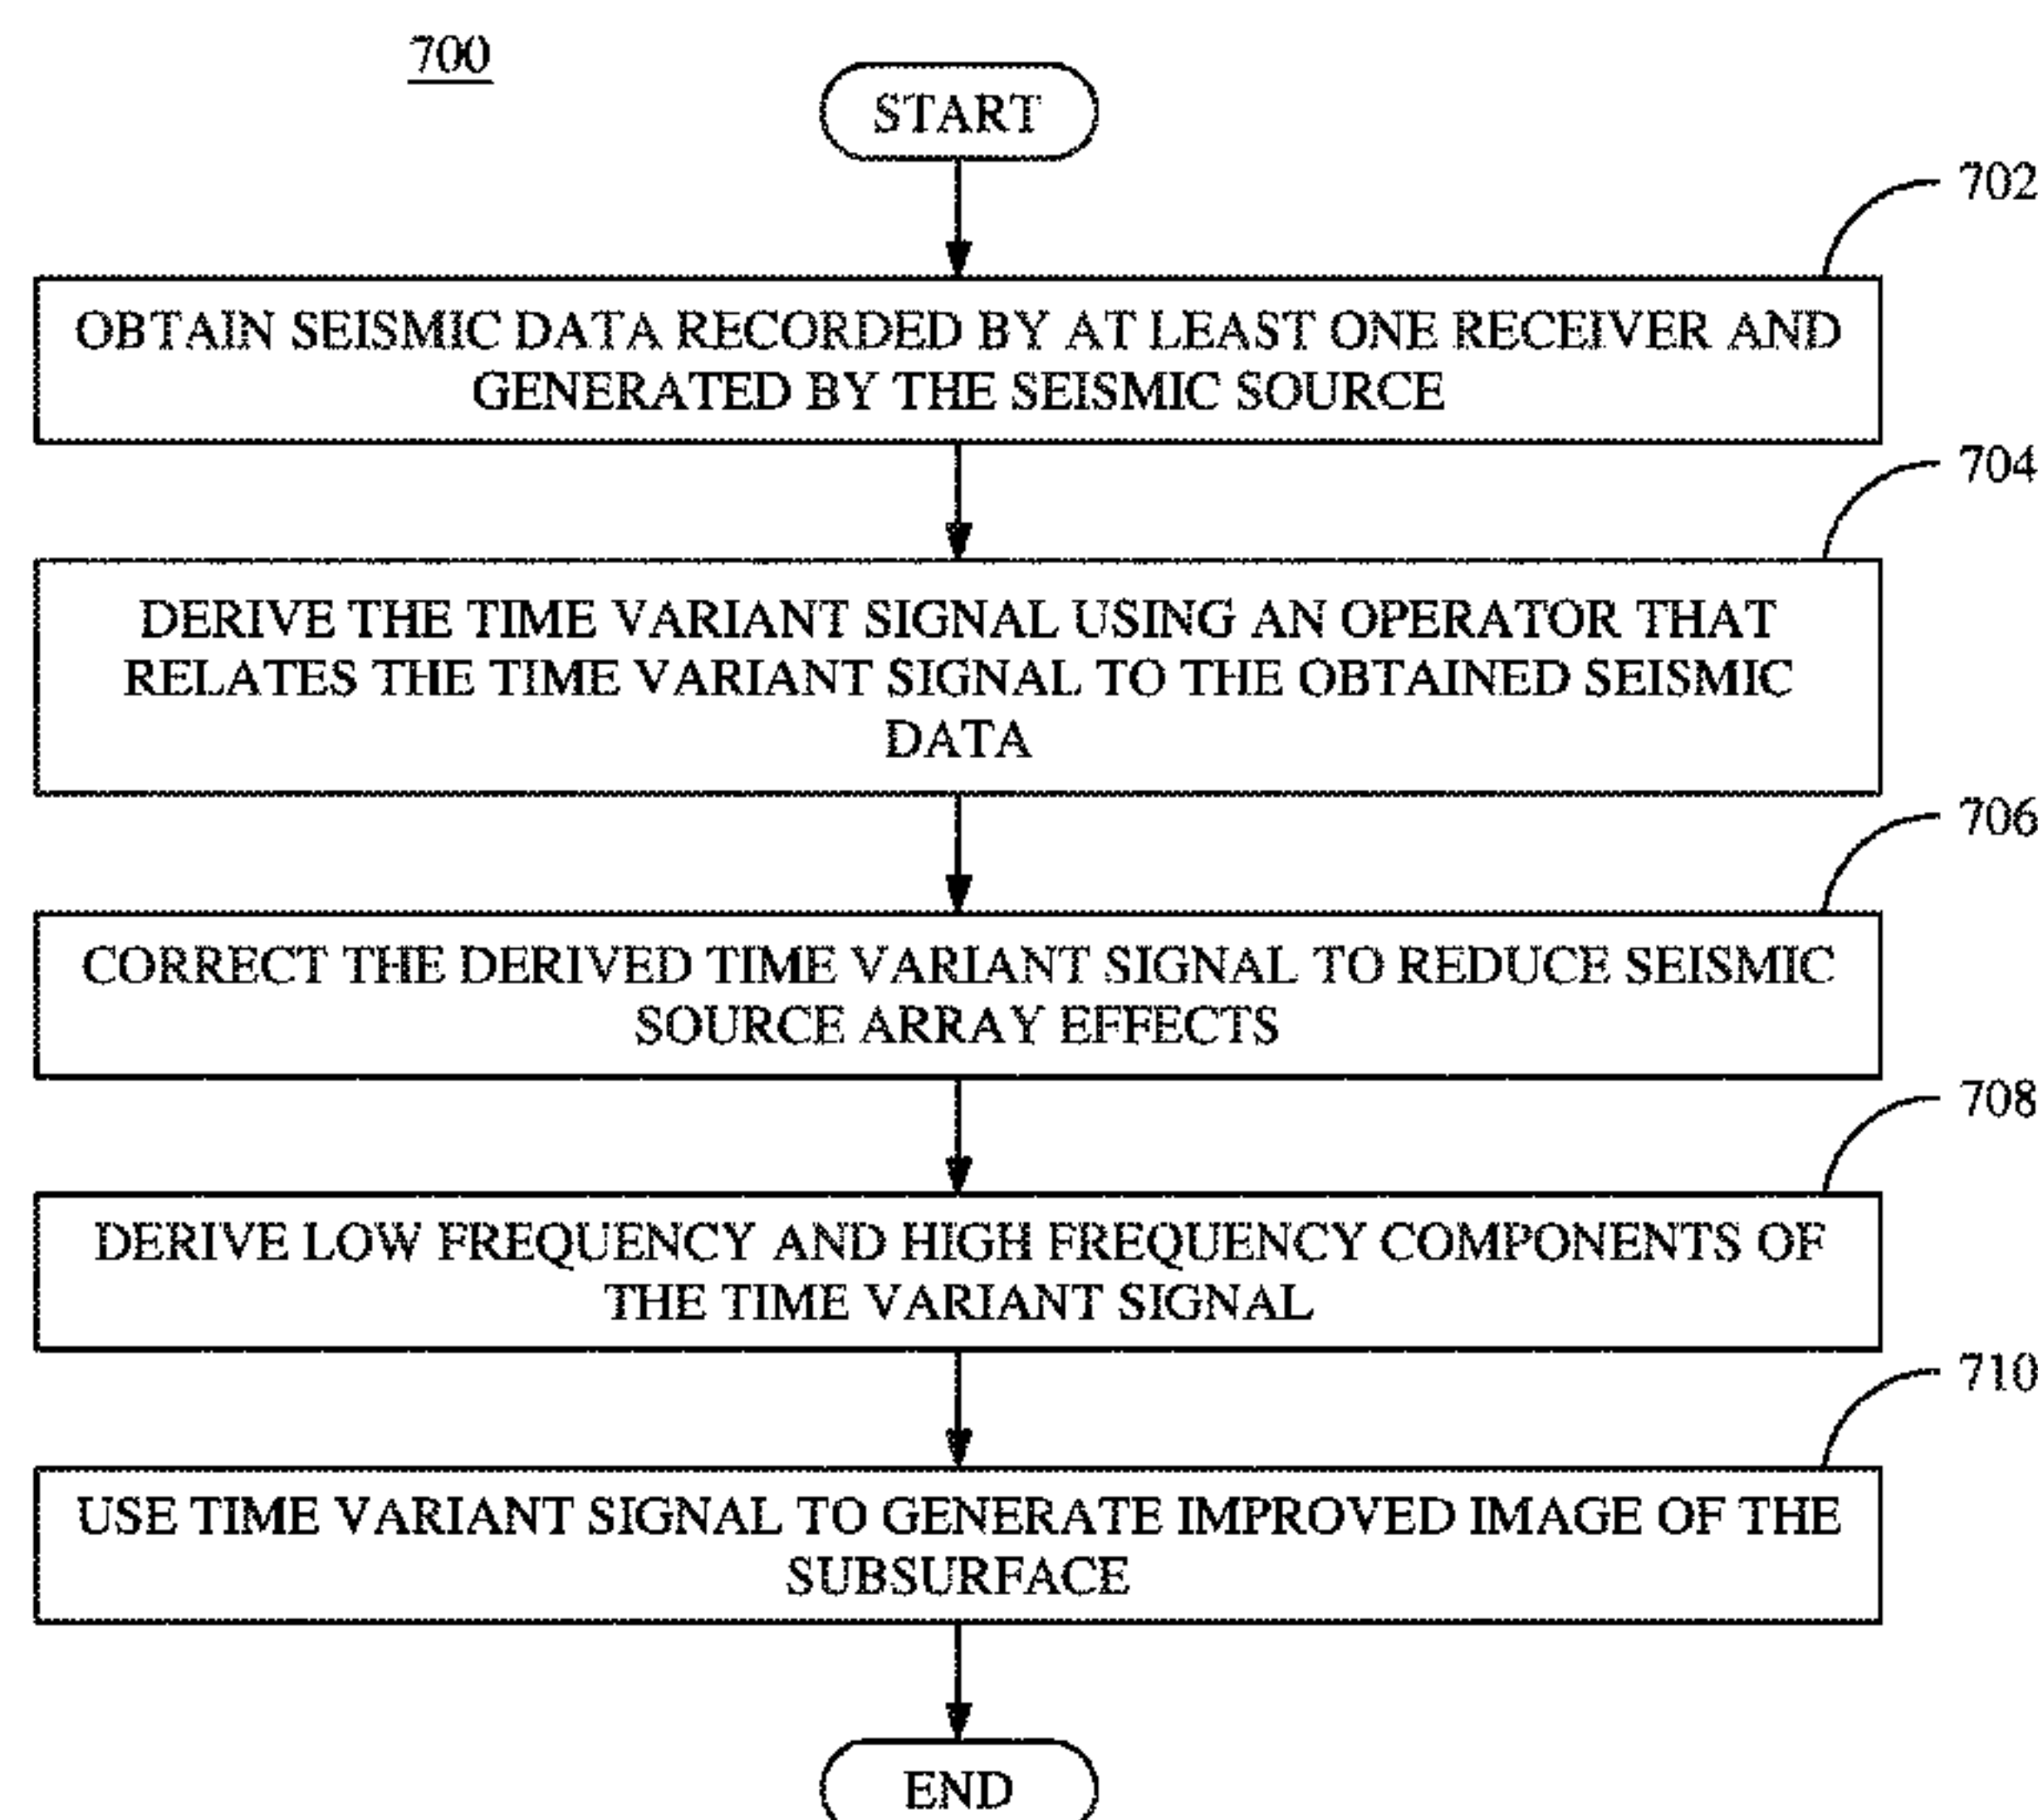 700
START
702
OBTAIN SEISMIC DATA RECORDED BY AT LEAST ONE RECEIVER AND
GENERATED BY THE SEISMIC SOURCE
704
DERIVE THE TIME VARIANT SIGNAL USING AN OPERATOR THAT
RELATES THE TIME VARIANT SIGNAL TO THE OBTAINED SEISMIC
DATA
706
CORRECT THE DERIVED TIME VARIANT SIGNAL TO REDUCE SEISMIC
SOURCE ARRAY EFFECTS
708
DERIVE LOW FREQUENCY AND HIGH FREQUENCY COMPONENTS OF
THE TIME VARIANT SIGNAL
710
USE TIME VARIANT SIGNAL TO GENERATE IMPROVED IMAGE OF THE
SUBSURFACE
END